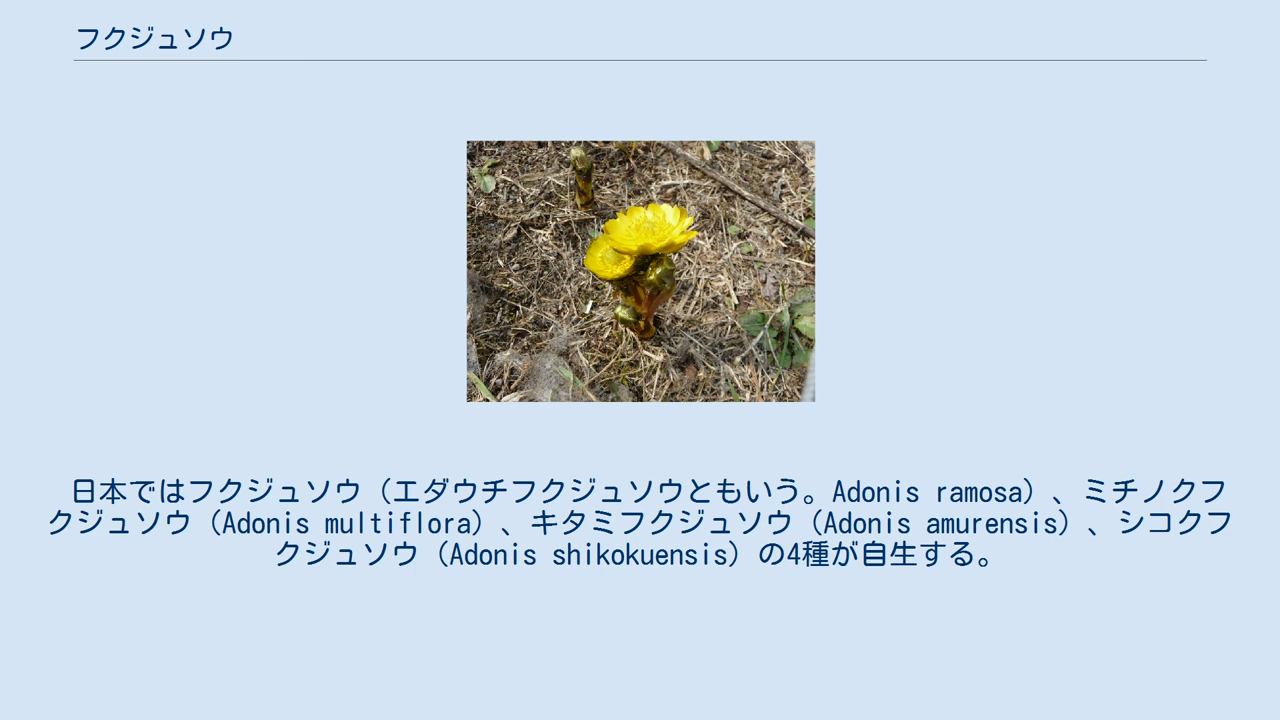 フクジュソウ
日本ではフクジュソウ（エダウチフクジュソウともいう。Adonis ramosa）、ミチノクフ
クジュソウ（Adonis multiflora）、キタミフクジュソウ（Adonis amurensis）、シコクフ
クジュソウ（Adonis shikokuensis）の4種が自生する。